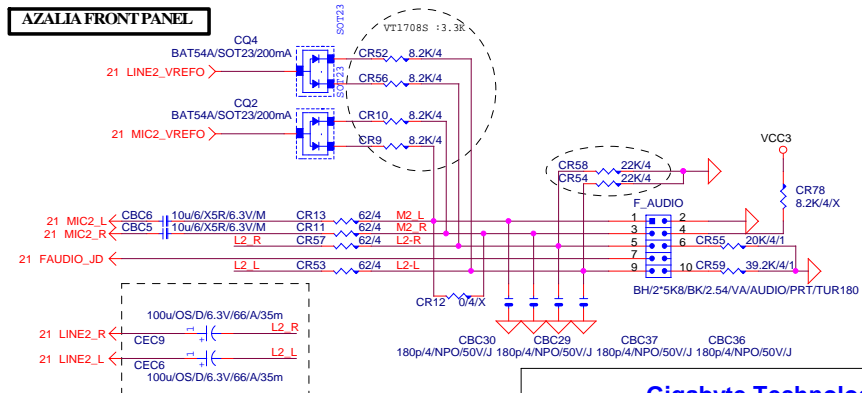 AZALIA FRONT PANEL
CQ4
BAT54A/SOT23/200mA
SOT23
VT1708S :3.3K
21 LINE2_VREFO
CR52 8.2K/4
CR56 8.2K/4
SOT23
CQ2
BAT54A/SOT23/200mA
21 MIC2_VREFO
CR10 8.2K/4
CR9 8.2K/4
VCC3
CR58 22K/4
CR54 22K/4
CR78
8.2K/4/X
F_AUDIO
21 MIC2_L CBC6 10u/6/X5R/6.3V/M CR13 62/4 M2_L 1 2
21 MIC2_R CBC5 10u/6/X5R/6.3V/M CR11 62/4 M2_R 3 4
L2_R CR57 62/4 L2-R 5 6 CR55 20K/4/1
21 FAUDIO_JD 7
L2_L CR53 62/4 L2-L 9 10 CR59 39.2K/4/1
BH/2*5K8/BK/2.54/VA/AUDIO/PRT/TUR180
CR12 0/4/X
100u/OS/D/6.3V/66/A/35m
21 LINE2_R 1 + L2_R
CEC9
21 LINE2_L 1 + L2_L
CEC6
100u/OS/D/6.3V/66/A/35m
CBC30 CBC29 CBC37 CBC36
180p/4/NPO/50V/J 180p/4/NPO/50V/J 180p/4/NPO/50V/J 180p/4/NPO/50V/J
Gigabyte Technolo